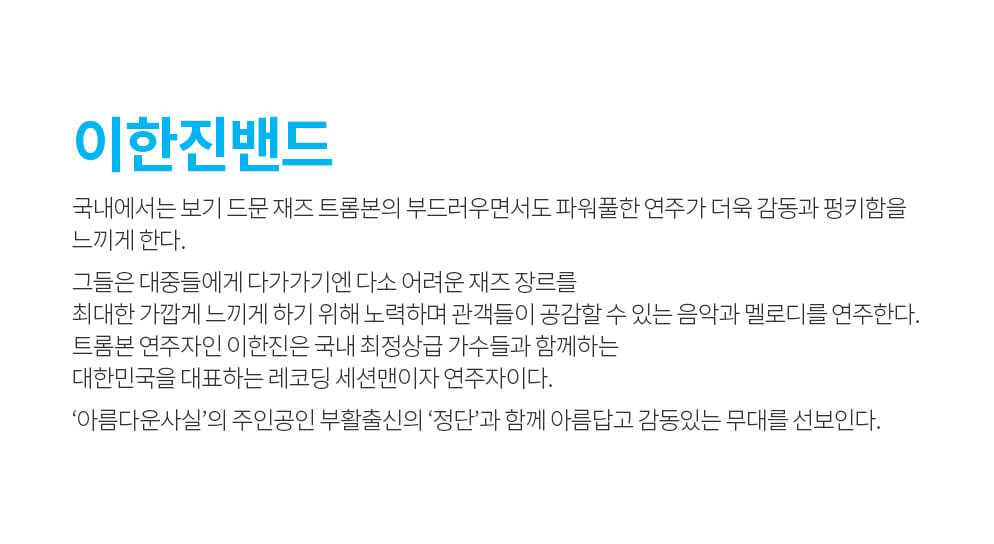 이한진밴드
국내에서는 보기 드문 재즈 트롬본의 부드러우면서도 파워풀한 연주가 더욱 감동과 펑키함을
느끼게 한다.
그들은 대중들에게 다가가기엔 다소 어려운 재즈 장르를
최대한 가깝게 느끼게 하기 위해 노력하며 관객들이 공감할 수 있는 음악과 멜로디를 연주한다.
트롬본 연주자인 이한진은 국내 최정상급 가수들과 함께하는
대한민국을 대표하는 레코딩 세션맨이자 연주자이다.
‘아름다운사실’의 주인공인 부활출신의 ‘정단’과 함께 아름답고 감동있는 무대를 선보인다.